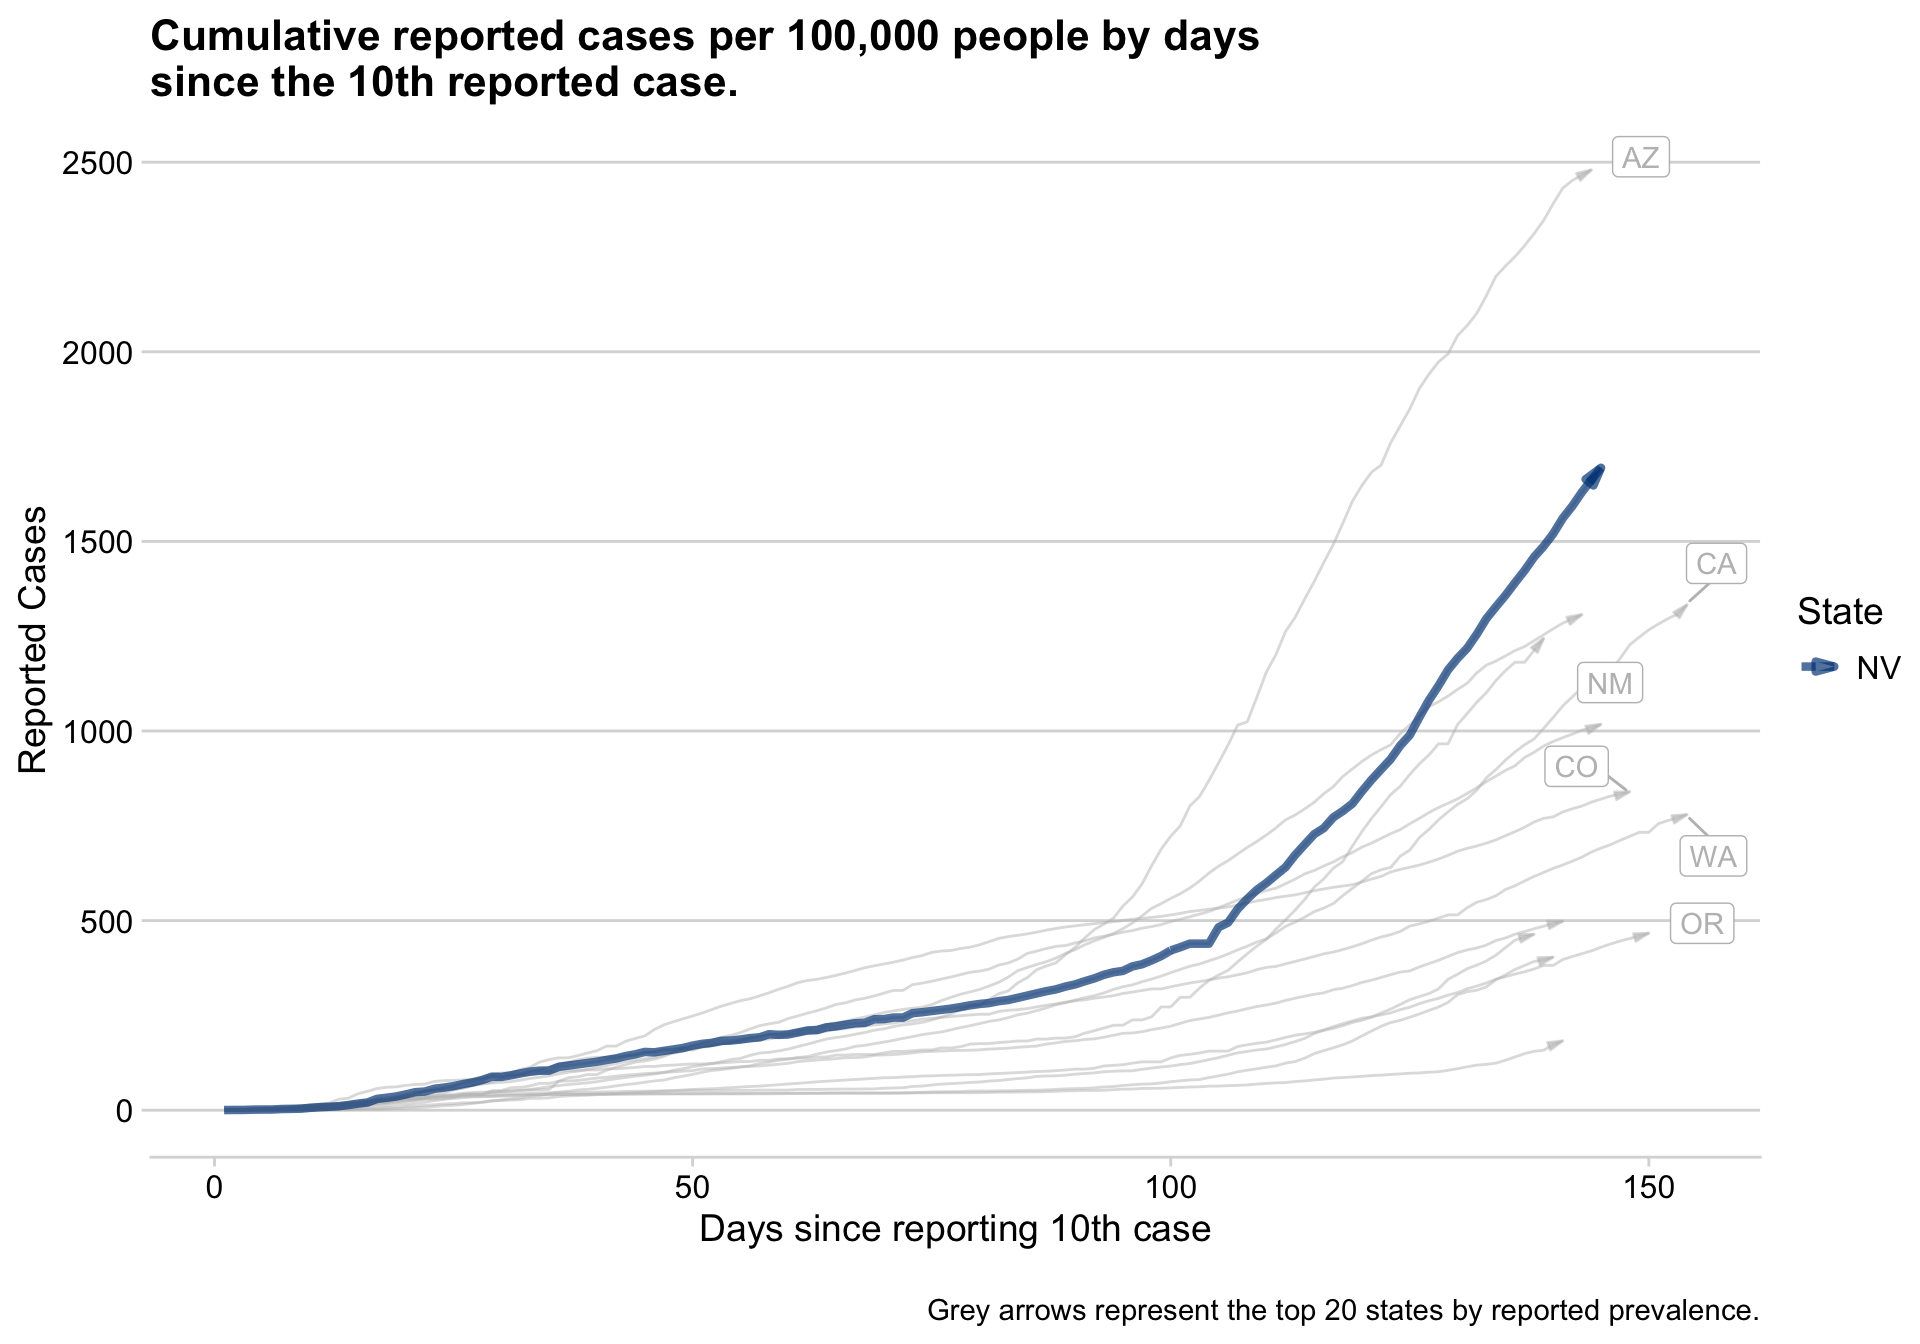 Cumulative reported cases per 100,000 people by days
since the 10th reported case.
2500
2000
1500
1000
500
0
Reported Cases
AZ
CA
NM
CO
WA
OR
State
NV
0
50
100
150
Days since reporting 10th case
Grey arrows represent the top 20 states by reported prevalence.